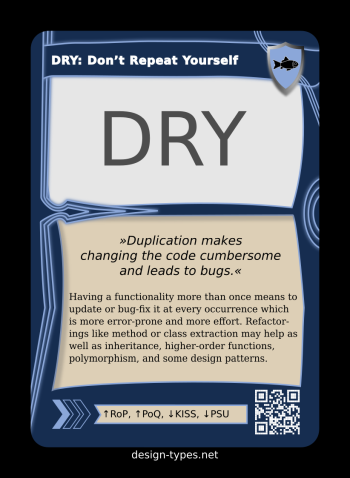 DRY: Don’t Repeat Yourself
DRY
»Duplication makes
changing the code cumbersome
and leads to bugs.«
Having a functionality more than once means to
update or bug-fix it at every occurrence which
is more error-prone and more effort. Refactor-
ings like method or class extraction may help as
well as inheritance, higher-order functions,
polymorphism, and some design patterns.
↑RoP, ↑PoQ, ↓KISS, ↓PSU
design-types.net